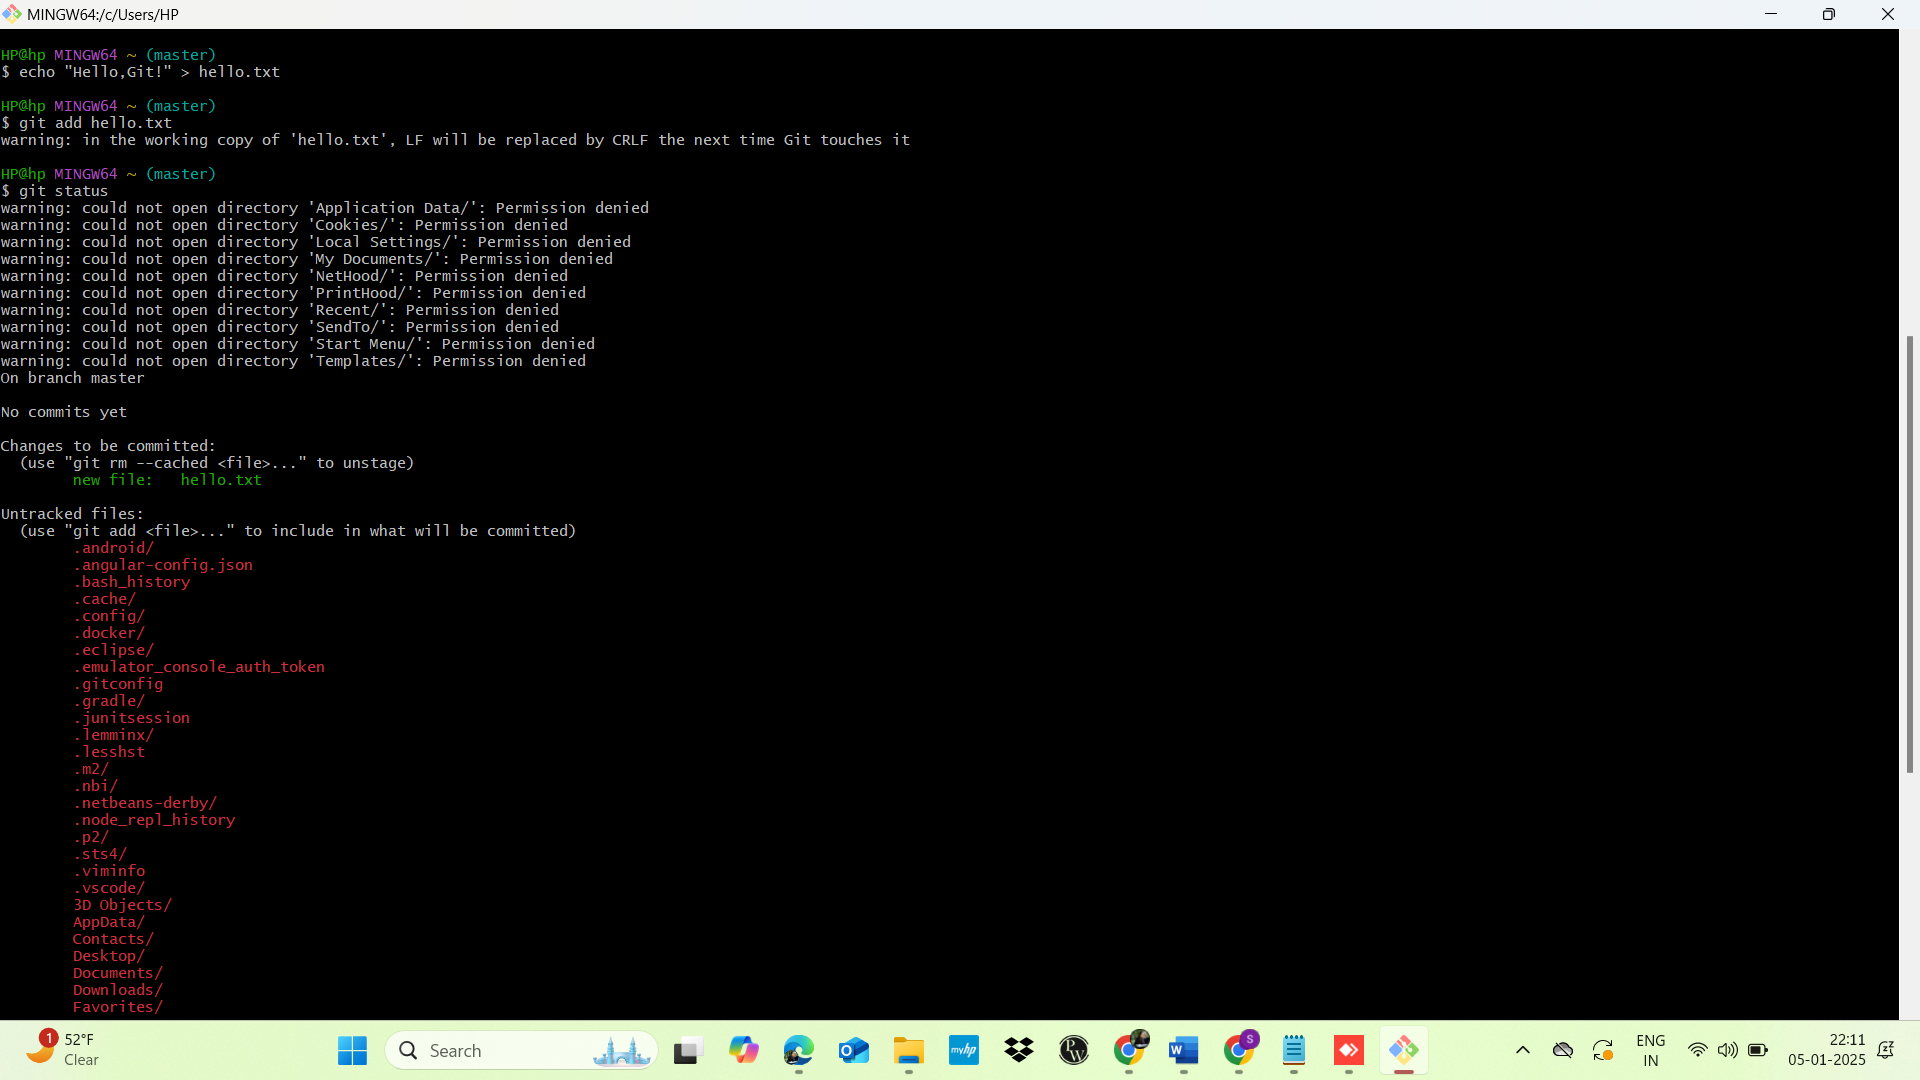 MINGW64:/c/Users/HP
HP@hp MINGW64 ~ (master)
$ echo "Hello,Git!" > hello.txt
HP@hp MINGW64 ~ (master)
$ git add hello.txt
warning: in the working copy of 'hello.txt', LF will be replaced by CRLF the next time Git touches it
HP@hp MINGW64 ~ (master)
$ git status
warning: could not open directory 'Application Data/': Permission denied
warning: could not open directory 'Cookies/': Permission denied
warning: could not open directory 'Local Settings/': Permission denied
warning: could not open directory 'My Documents/': Permission denied
warning: could not open directory 'NetHood/': Permission denied
warning: could not open directory 'PrintHood/': Permission denied
warning: could not open directory 'Recent/': Permission denied
warning: could not open directory 'SendTo/': Permission denied
warning: could not open directory 'Start Menu/': Permission denied
warning: could not open directory 'Templates/': Permission denied
On branch master
No commits yet
Changes to be committed:
  (use "git rm --cached <file>..." to unstage)
        new file:   hello.txt
Untracked files:
  (use "git add <file>..." to include in what will be committed)
        .android/
        .angular-config.json
        .bash_history
        .cache/
        .config/
        .docker/
        .eclipse/
        .emulator_console_auth_token
        .gitconfig
        .gradle/
        .junitsession
        .lemminx/
        .lesshst
        .m2/
        .nbi/
        .netbeans-derby/
        .node_repl_history
        .p2/
        .sts4/
        .viminfo
        .vscode/
        3D Objects/
        AppData/
        Contacts/
        Desktop/
        Documents/
        Downloads/
        Favorites/
1
52°F
Clear
Search
myhp
PW
W
S
ENG
IN
22:11
05-01-2025